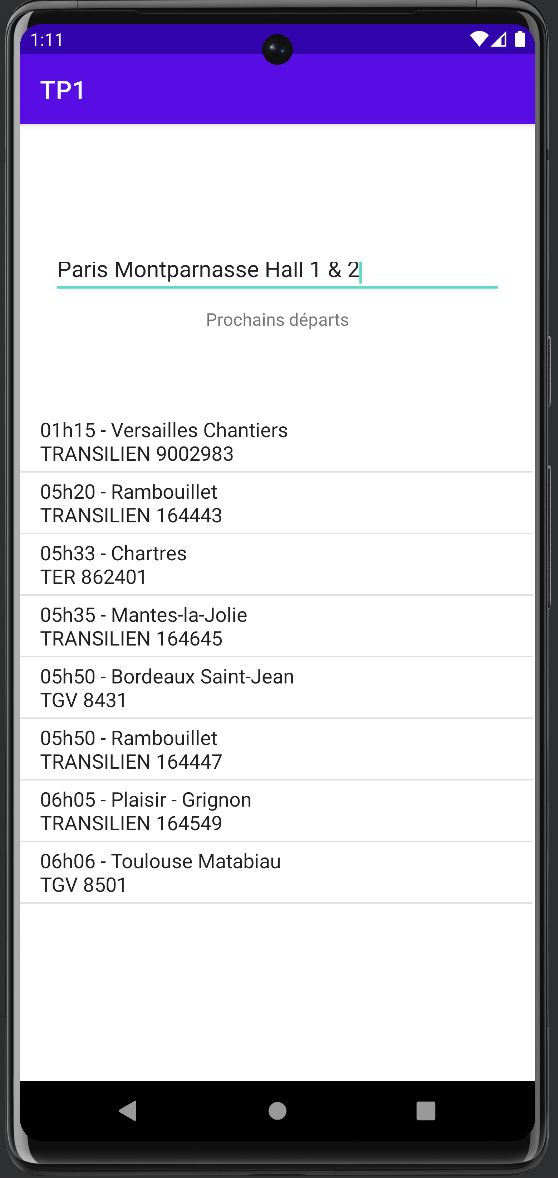 1:11
TP1
Paris Montparnasse Hall 1 & 2
Prochains départs
01h15 - Versailles Chantiers
TRANSILIEN 9002983
05h20 - Rambouillet
TRANSILIEN 164443
05h33 - Chartres
TER 862401
05h35 - Mantes-la-Jolie
TRANSILIEN 164645
05h50 - Bordeaux Saint-Jean
TGV 8431
05h50 - Rambouillet
TRANSILIEN 164447
06h05 - Plaisir - Grignon
TRANSILIEN 164549
06h06 - Toulouse Matabiau
TGV 8501